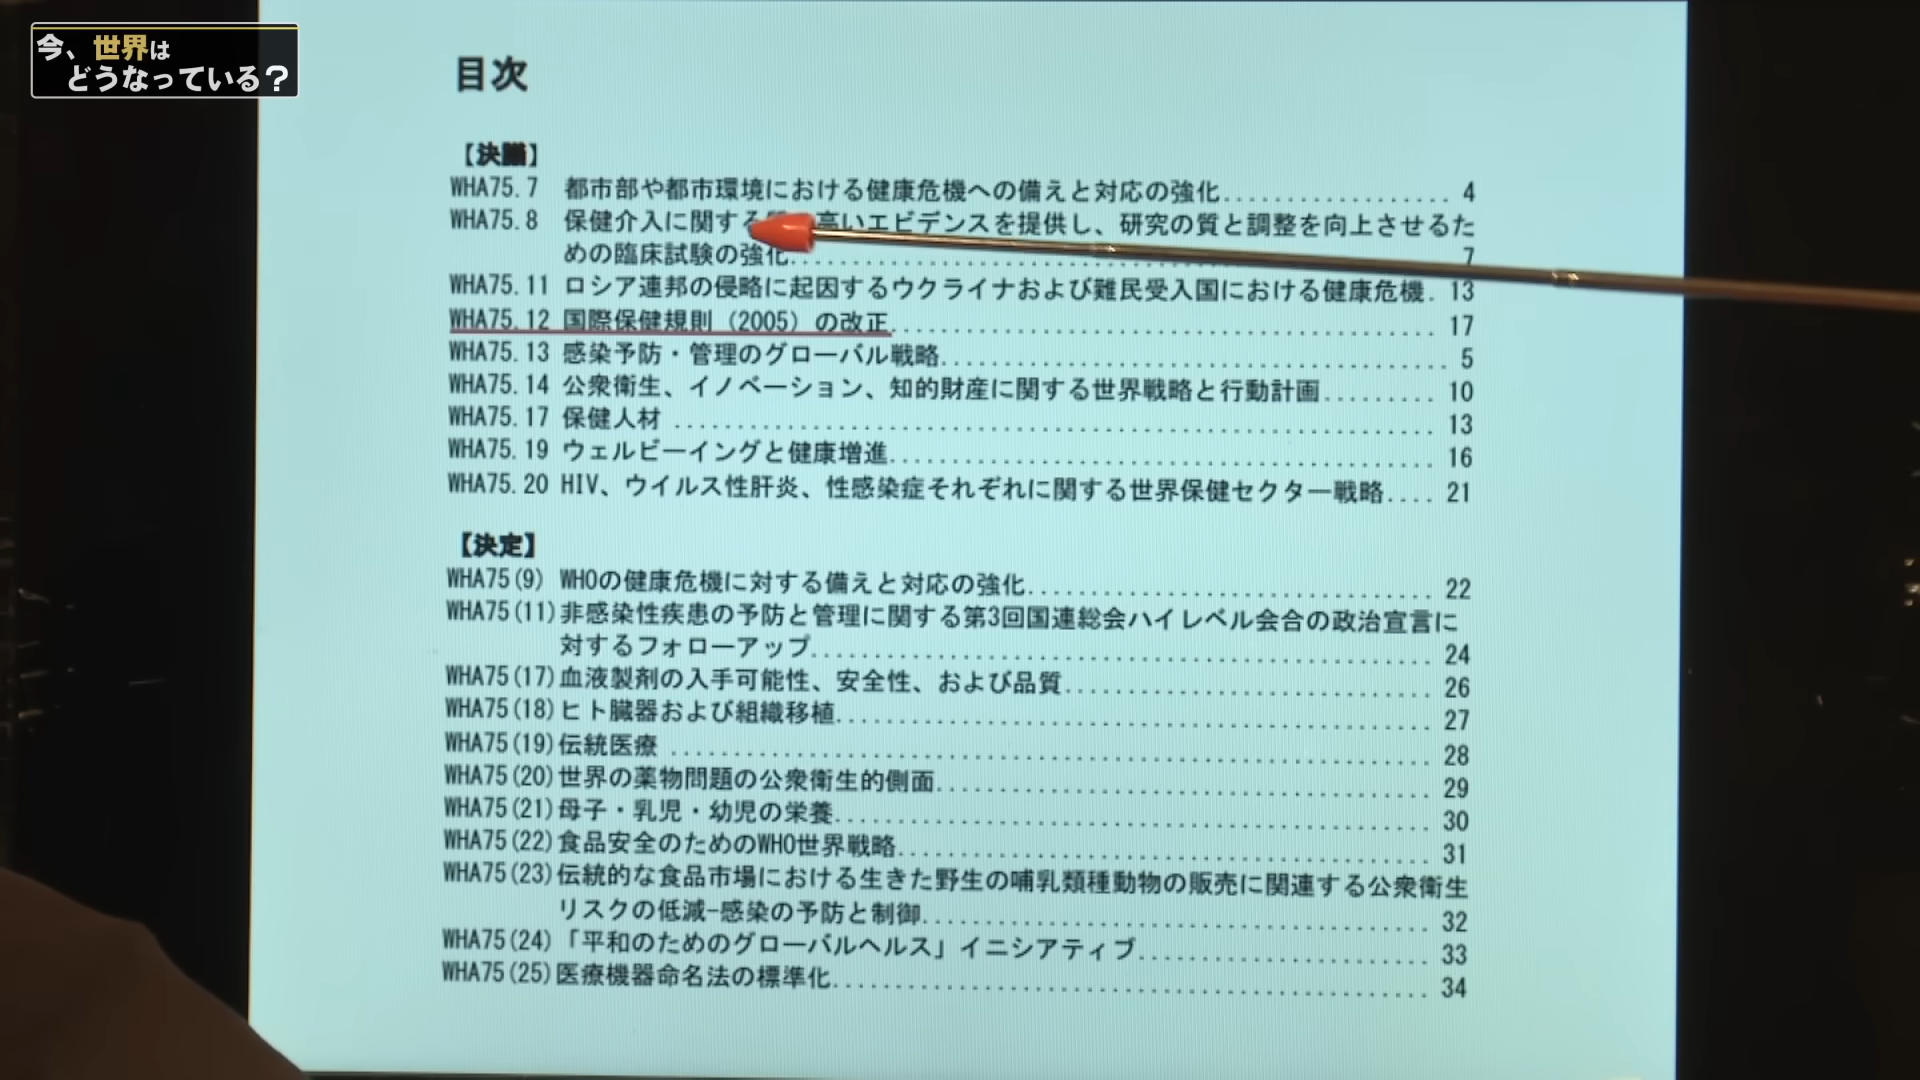 今、世界は
どうなっている？
目次
【決議】
WHA75.7 都市部や都市環境における健康危機への備えと対応の強化 4
WHA75.8 保健介入に関する 高いエビデンスを提供し、研究の質と調整を向上させるた
めの臨床試験の強化 7
WHA75.11 ロシア連邦の侵略に起因するウクライナおよび難民受入国における健康危機. 13
WHA75.12 国際保健規則（2005）の改正 17
WHA75.13 感染予防・管理のグローバル戦略 5
WHA75.14 公衆衛生、イノベーション、知的財産に関する世界戦略と行動計画 10
WHA75.17 保健人材 13
WHA75.19 ウェルビーイングと健康増進 16
WHA75.20 HIV、ウイルス性肝炎、性感染症それぞれに関する世界保健セクター戦略.... 21
【決定】
WHA75(9) WHOの健康危機に対する備えと対応の強化 22
WHA75(11)非感染性疾患の予防と管理に関する第3回国連総会ハイレベル会合の政治宣言に
対するフォローアップ 24
WHA75(17)血液製剤の入手可能性、安全性、および品質 26
WHA75(18)ヒト臓器および組織移植 27
WHA75(19)伝統医療 28
WHA75(20)世界の薬物問題の公衆衛生的側面 29
WHA75(21)母子・乳児・幼児の栄養 30
WHA75(22)食品安全のためのWHO世界戦略 31
WHA75(23)伝統的な食品市場における生きた野生の哺乳類種動物の販売に関連する公衆衛生
リスクの低減-感染の予防と制御 32
WHA75(24)「平和のためのグローバルヘルス」イニシアティブ 33
WHA75(25)医療機器命名法の標準化 34